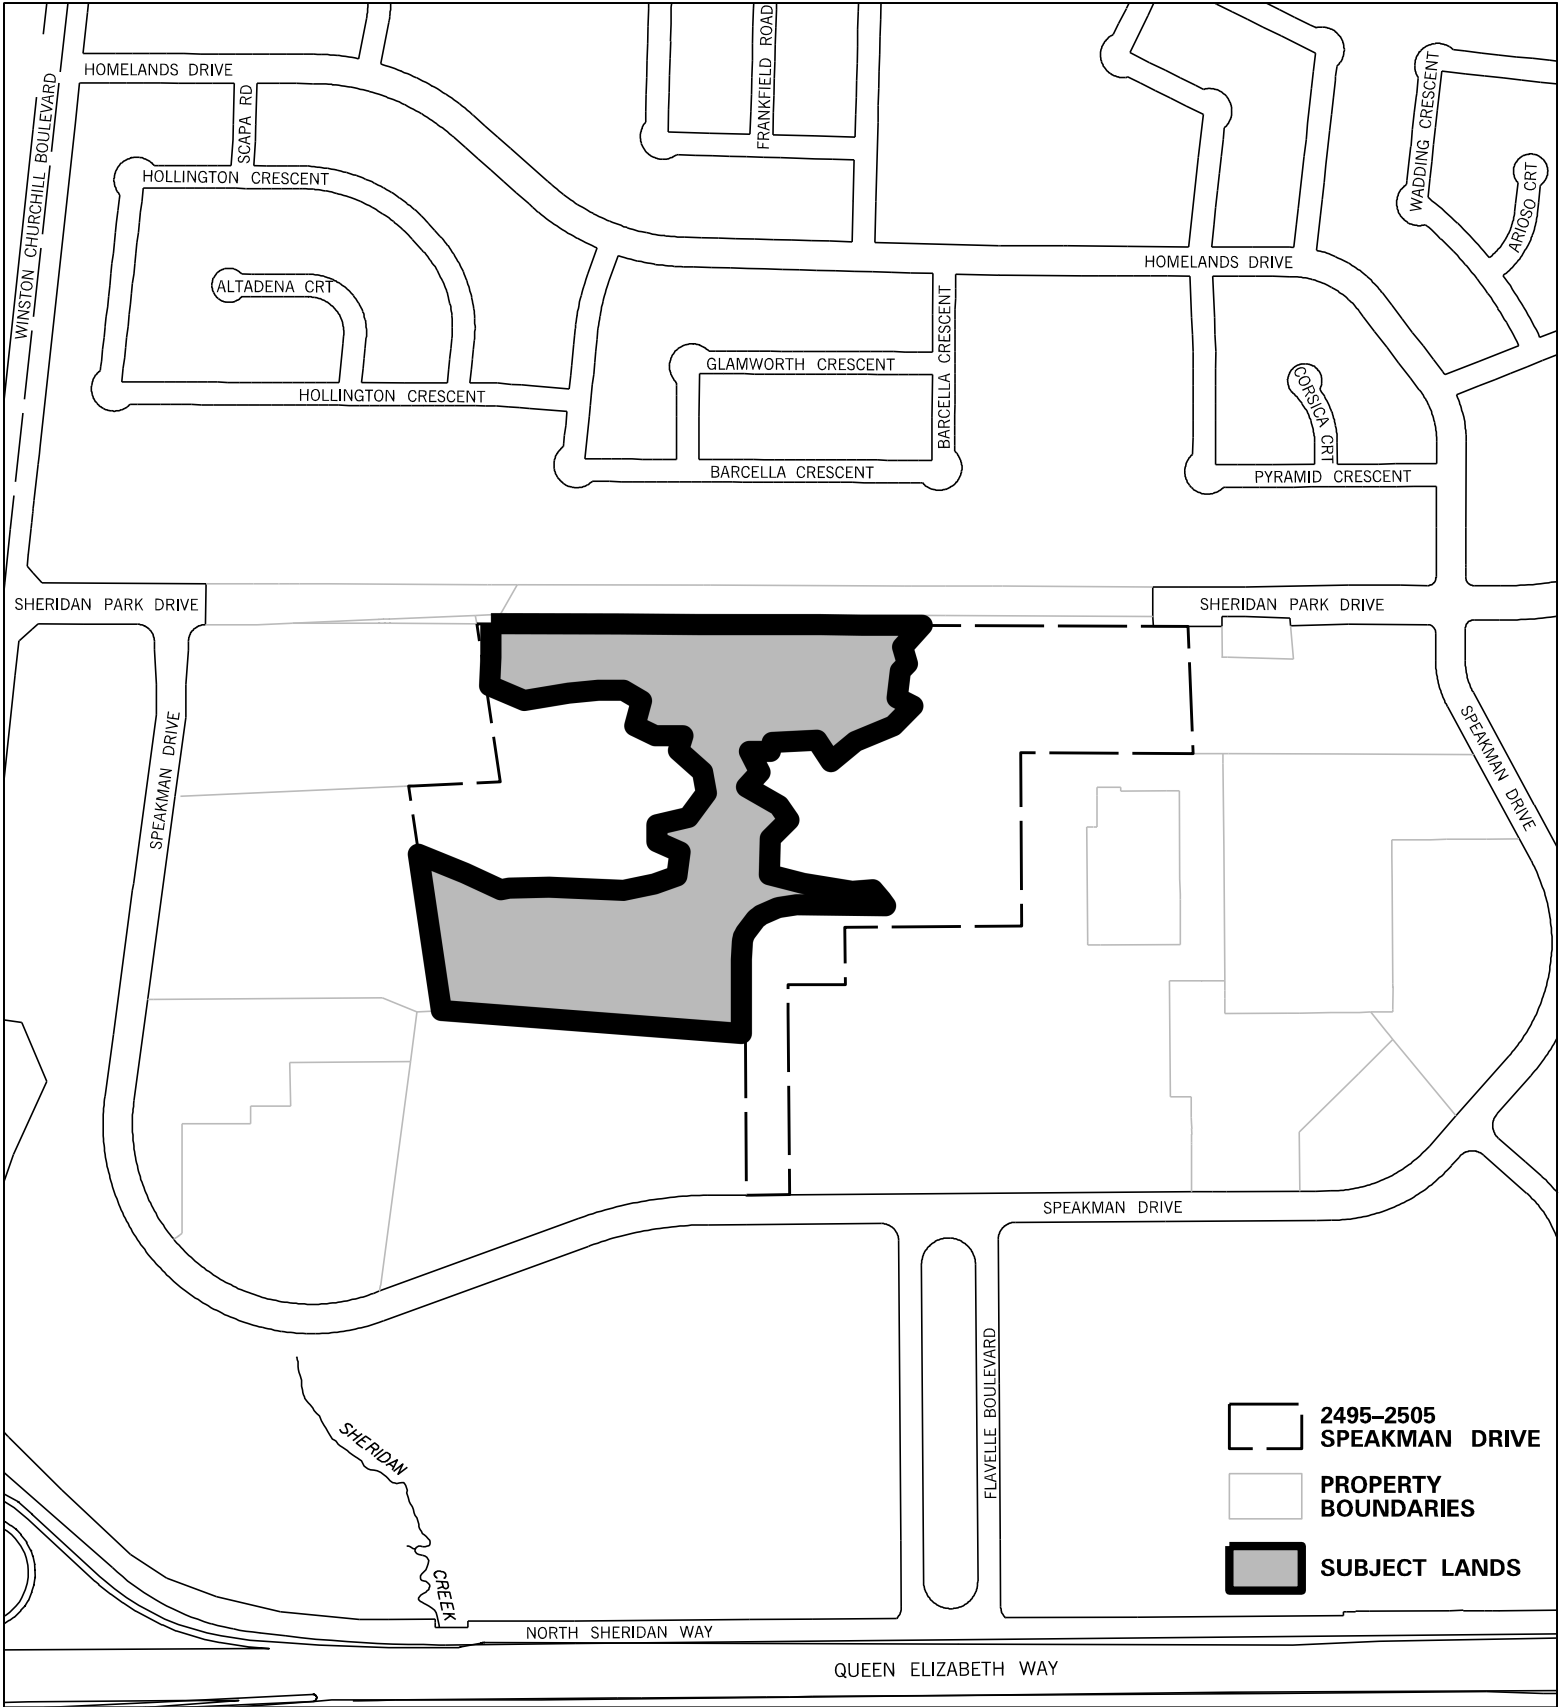 FRANKFIELD ROAD
HOMELANDS DRIVE
WINSTON CHURCHILL BOULEVARD
SCAPA RD
WADDING CRESCENT
ARIOSO CRT
HOLLINGTON CRESCENT
HOMELANDS DRIVE
ALTADENA CRT
BARCELLA CRESCENT
GLAMWORTH CRESCENT
CORSICA CRT
HOLLINGTON CRESCENT
BARCELLA CRESCENT
PYRAMID CRESCENT
SHERIDAN PARK DRIVE
SHERIDAN PARK DRIVE
SPEAKMAN DRIVE
SPEAKMAN DRIVE
SPEAKMAN DRIVE
FLAVELLE BOULEVARD
SHERIDAN
CREEK
2495–2505
SPEAKMAN DRIVE
PROPERTY
BOUNDARIES
SUBJECT LANDS
NORTH SHERIDAN WAY
QUEEN ELIZABETH WAY